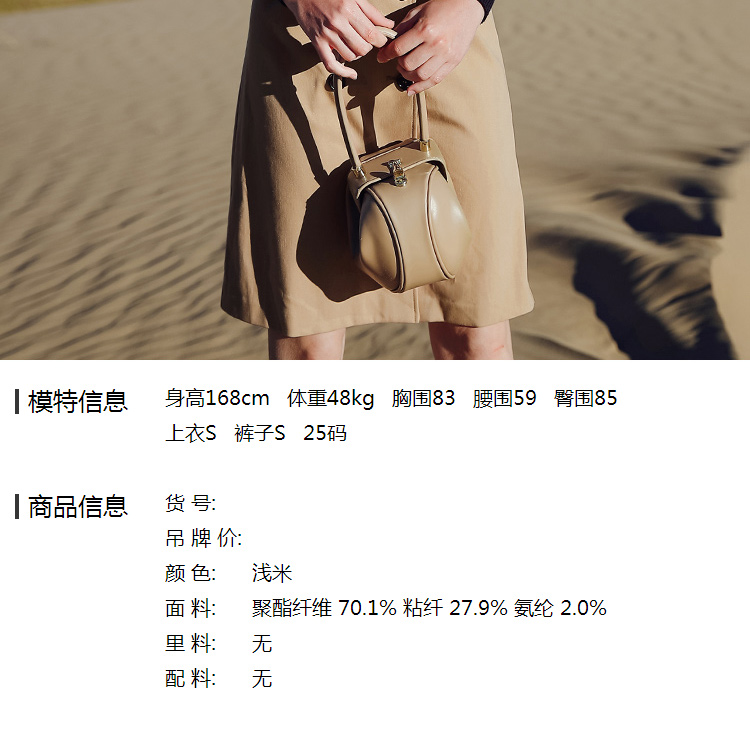 模特信息
身高168cm 体重48kg 胸围83 腰围59 臀围85
上衣S 裤子S 25码
商品信息
货 号:
吊 牌 价:
颜 色: 浅米
面 料: 聚酯纤维 70.1% 粘纤 27.9% 氨纶 2.0%
里 料: 无
配 料: 无